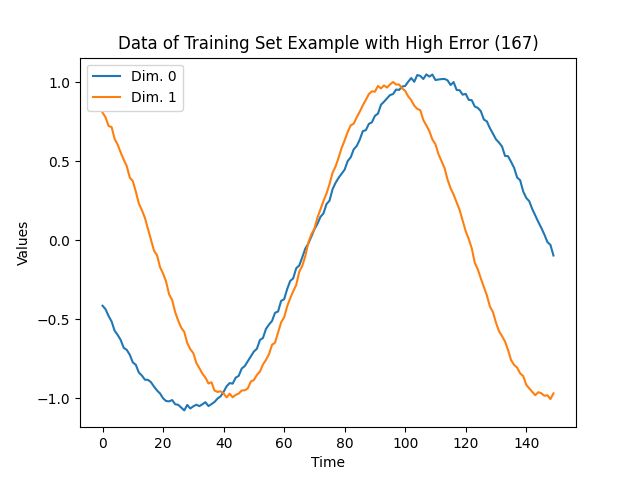 Data of Training Set Example with High Error (167)
Dim. 0
Dim. 1
Values
1.0
0.5
0.0
−0.5
−1.0
0 20 40 60 80 100 120 140
Time